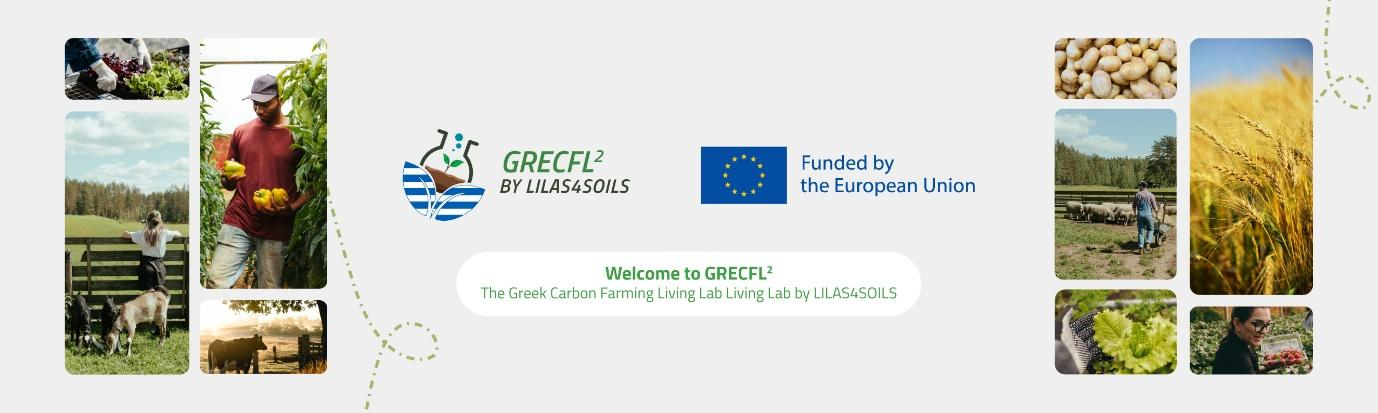 GRECFL²
BY LILAS4SOILS
Funded by
the European Union
Welcome to GRECFL²
The Greek Carbon Farming Living Lab Living Lab by LILAS4SOILS